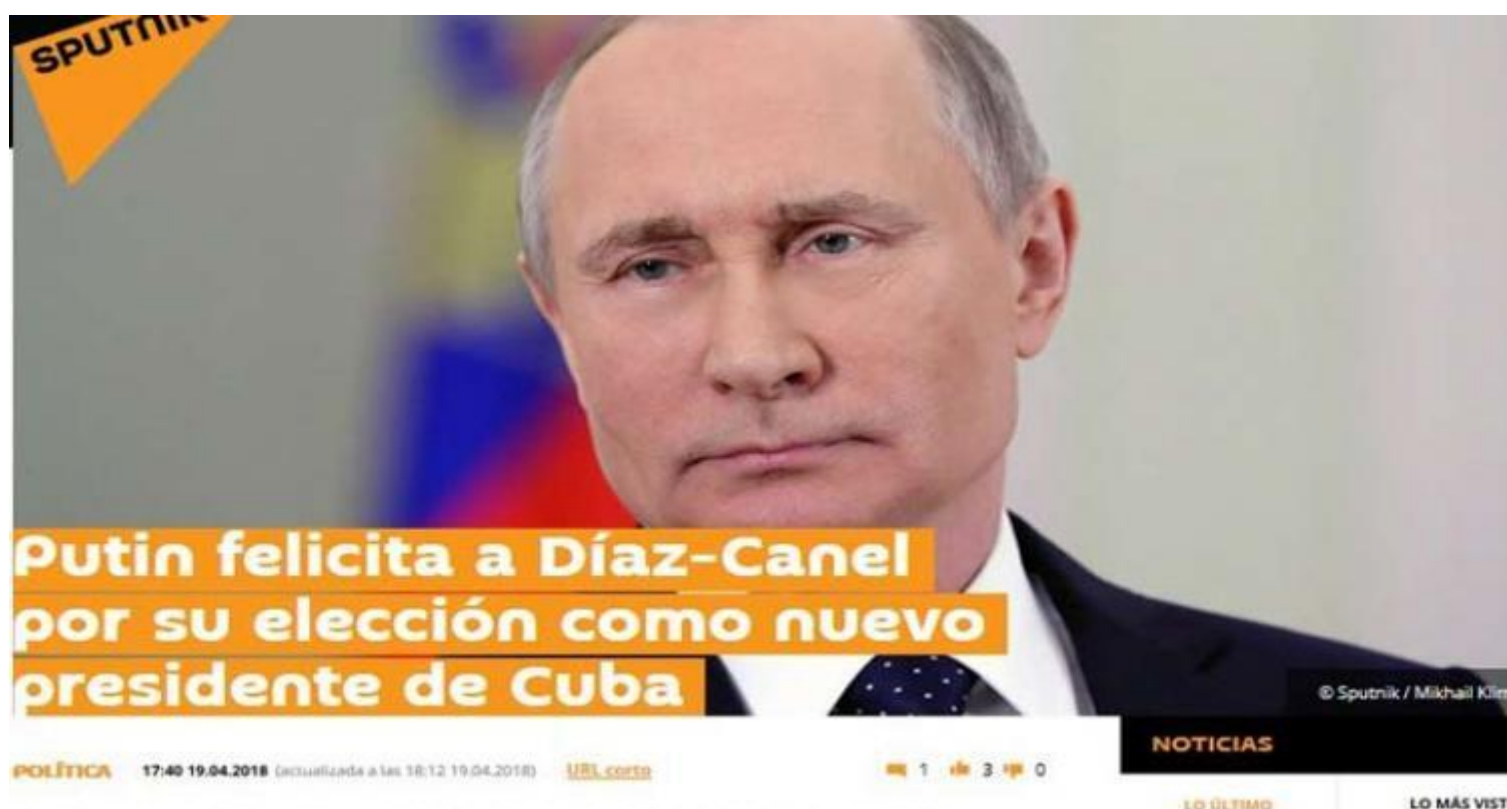 SPUTNIK
Putin felicita a Díaz-Canel
por su elección como nuevo
presidente de Cuba
© Sputnik / Mikhail Klim
NOTICIAS
POLÍTICA 17:40 19.04.2018 (actualizada a las 18:12 19.04.2018) URL corto 1 3 0
LO ÚLTIMO LO MÁS VIST